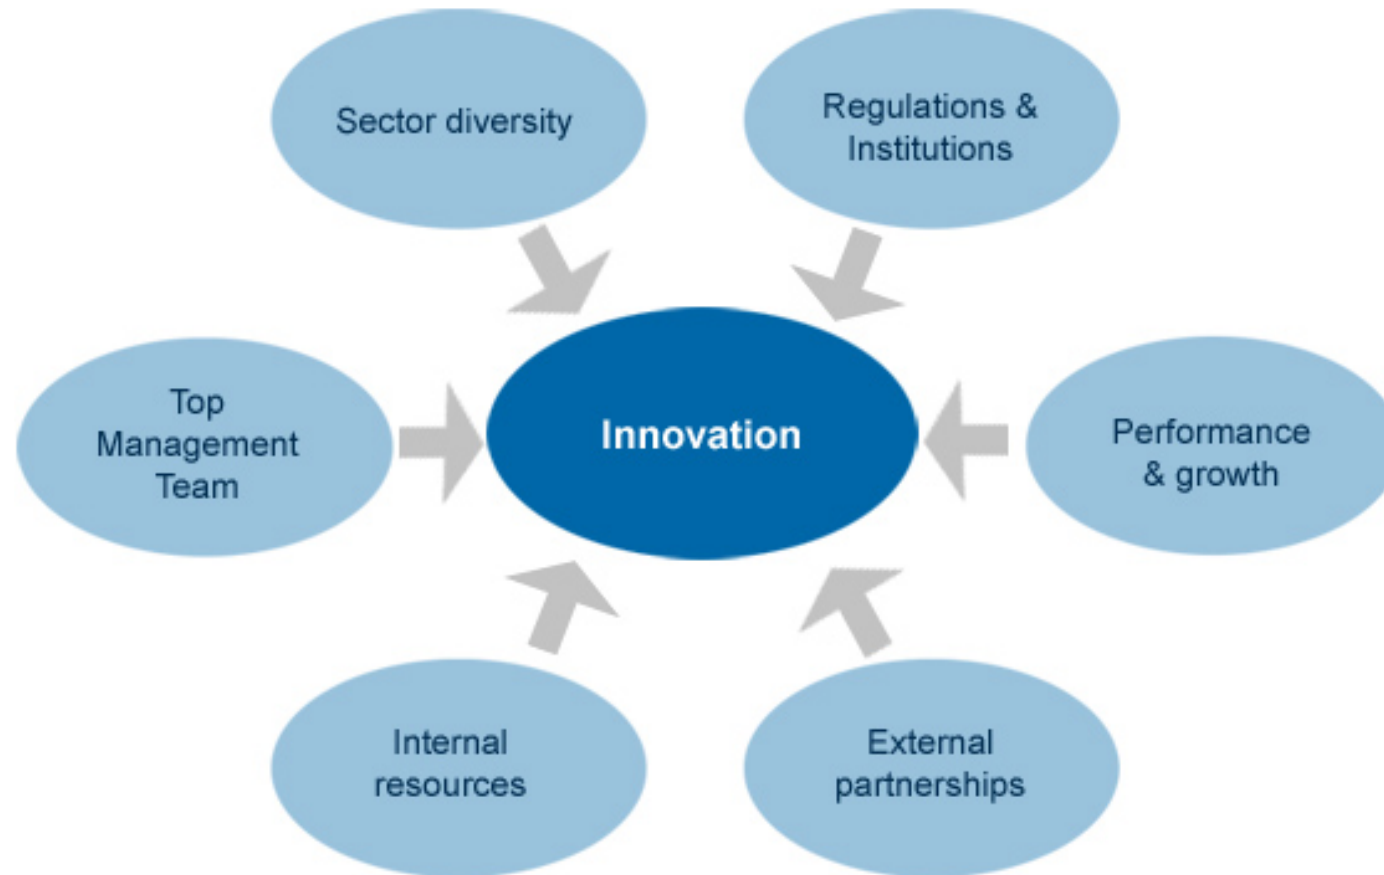 Sector diversity
Regulations &
Institutions
Top
Management
Team
Innovation
Performance
& growth
Internal
resources
External
partnerships